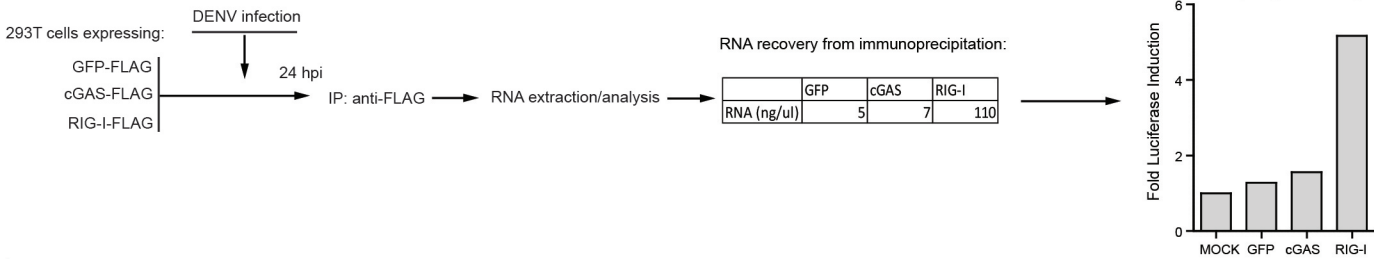 DENV infection
293T cells expressing:
GFP-FLAG
cGAS-FLAG
RIG-I-FLAG
24 hpi
IP: anti-FLAG
RNA extraction/analysis
RNA recovery from immunoprecipitation:
GFP cGAS RIG-I
RNA (ng/ul) 5 7 110
Fold Luciferase Induction
6
4
2
0
MOCK GFP cGAS RIG-I